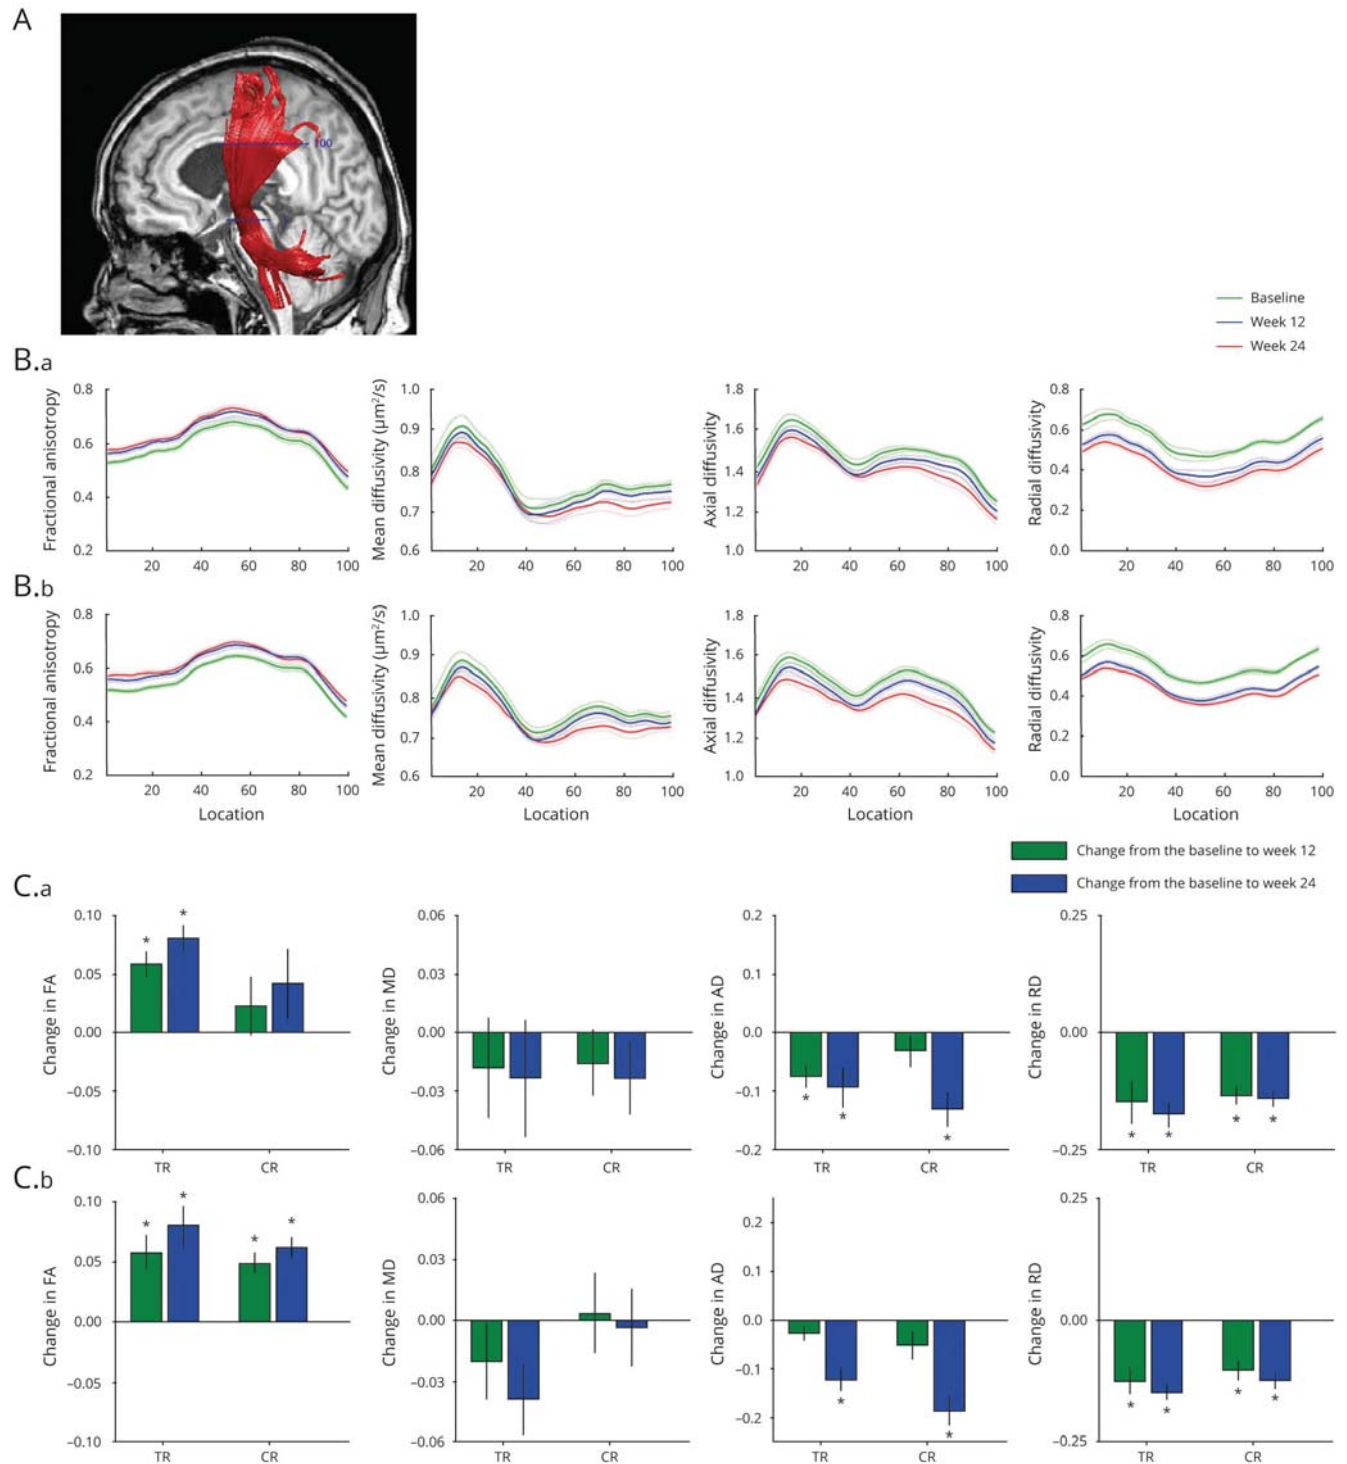 A
100
Baseline
Week 12
Week 24
B.a
Fractional anisotropy
0.8
0.6
0.4
0.2
20 40 60 80 100
Mean diffusivity (μm²/s)
1.0
0.9
0.8
0.7
0.6
20 40 60 80 100
Axial diffusivity
1.8
1.6
1.4
1.2
1.0
20 40 60 80 100
Radial diffusivity
0.8
0.6
0.4
0.2
0.0
20 40 60 80 100
B.b
Fractional anisotropy
0.8
0.6
0.4
0.2
20 40 60 80 100
Location
Mean diffusivity (μm²/s)
1.0
0.9
0.8
0.7
0.6
20 40 60 80 100
Location
Axial diffusivity
1.8
1.6
1.4
1.2
1.0
20 40 60 80 100
Location
Radial diffusivity
0.8
0.6
0.4
0.2
0.0
20 40 60 80 100
Location
Change from the baseline to week 12
Change from the baseline to week 24
C.a
Change in FA
0.10
0.05
0.00
–0.05
–0.10
* *
TR CR
Change in MD
0.06
0.03
0.00
–0.03
–0.06
TR CR
Change in AD
0.2
0.1
0.0
–0.1
–0.2
* * *
TR CR
Change in RD
0.25
0.00
–0.25
* * * *
TR CR
C.b
Change in FA
0.10
0.05
0.00
–0.05
–0.10
* * * *
TR CR
Change in MD
0.06
0.03
0.00
–0.03
–0.06
TR CR
Change in AD
0.2
0.1
0.0
–0.1
–0.2
* *
TR CR
Change in RD
0.25
0.00
–0.25
* * * *
TR CR